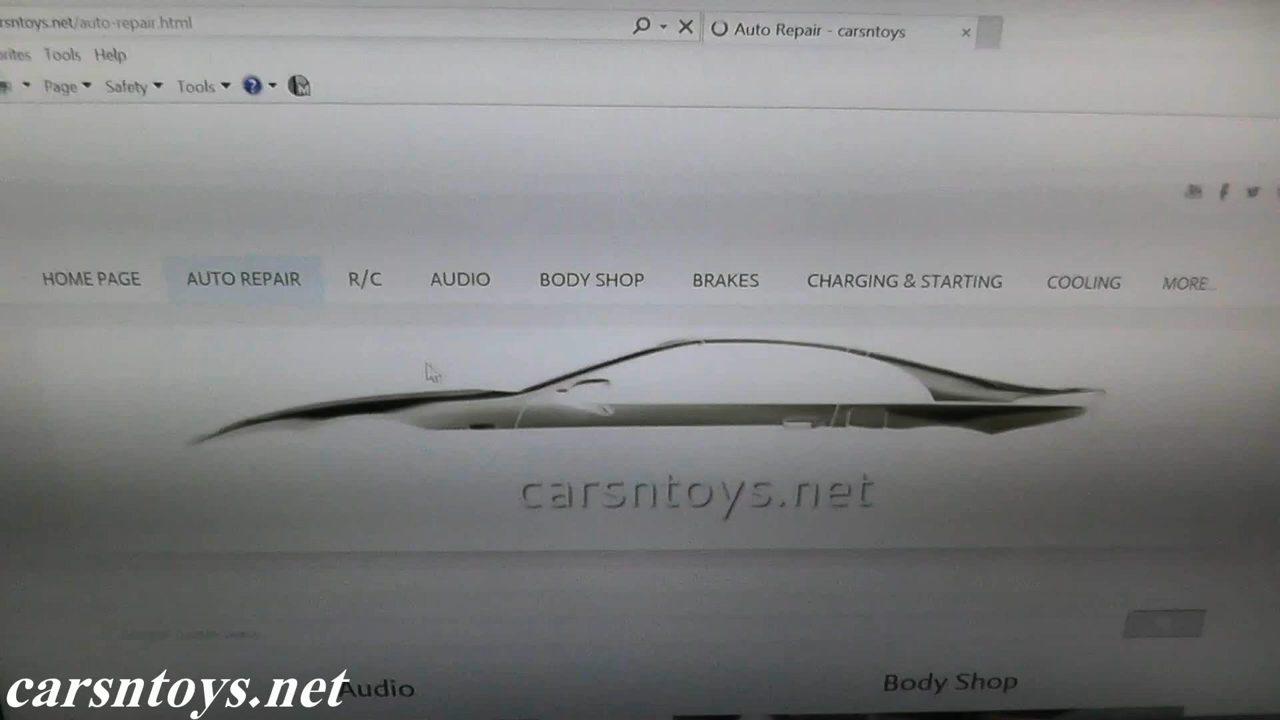 rsntoys.net/auto-repair.html
Auto Repair - carsntoys
orites Tools Help
Page Safety Tools
HOME PAGE AUTO REPAIR R/C AUDIO BODY SHOP BRAKES CHARGING & STARTING COOLING MORE...
carsntoys.net
Audio Body Shop
carsntoys.net